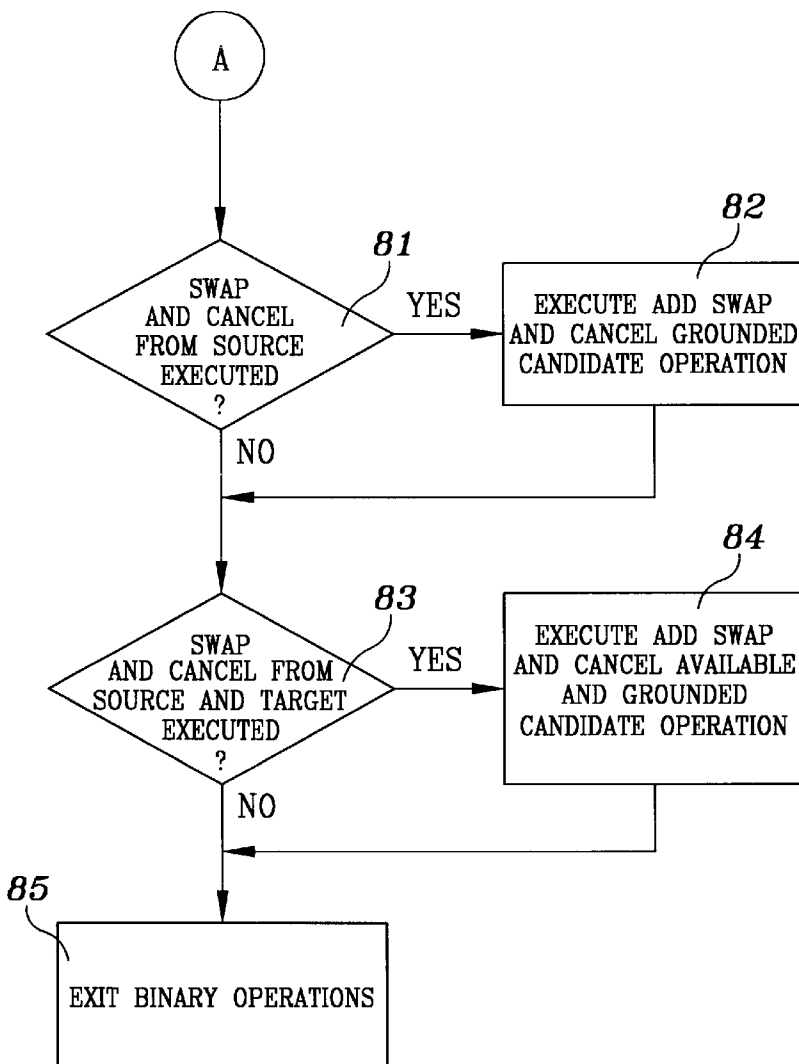 A
81
SWAP
AND CANCEL
FROM SOURCE
EXECUTED
?
YES
82
EXECUTE ADD SWAP
AND CANCEL GROUNDED
CANDIDATE OPERATION
NO
83
SWAP
AND CANCEL FROM
SOURCE AND TARGET
EXECUTED
?
YES
84
EXECUTE ADD SWAP
AND CANCEL AVAILABLE
AND GROUNDED
CANDIDATE OPERATION
NO
85
EXIT BINARY OPERATIONS